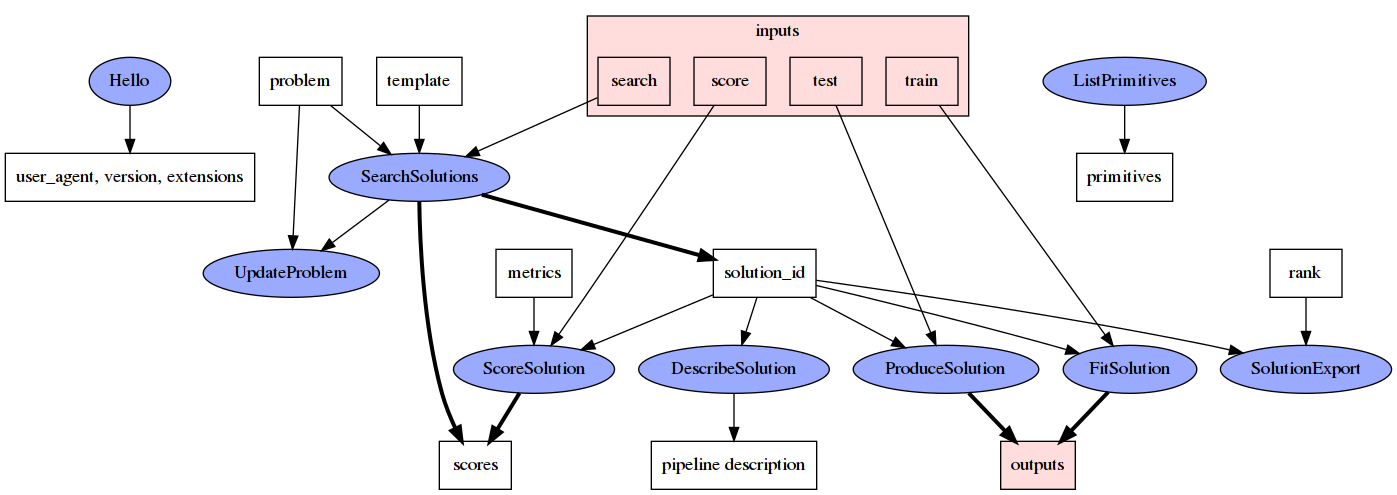 inputs
Hello
problem
template
search
score
test
train
ListPrimitives
user_agent, version, extensions
SearchSolutions
primitives
UpdateProblem
metrics
solution_id
rank
ScoreSolution
DescribeSolution
ProduceSolution
FitSolution
SolutionExport
scores
pipeline description
outputs